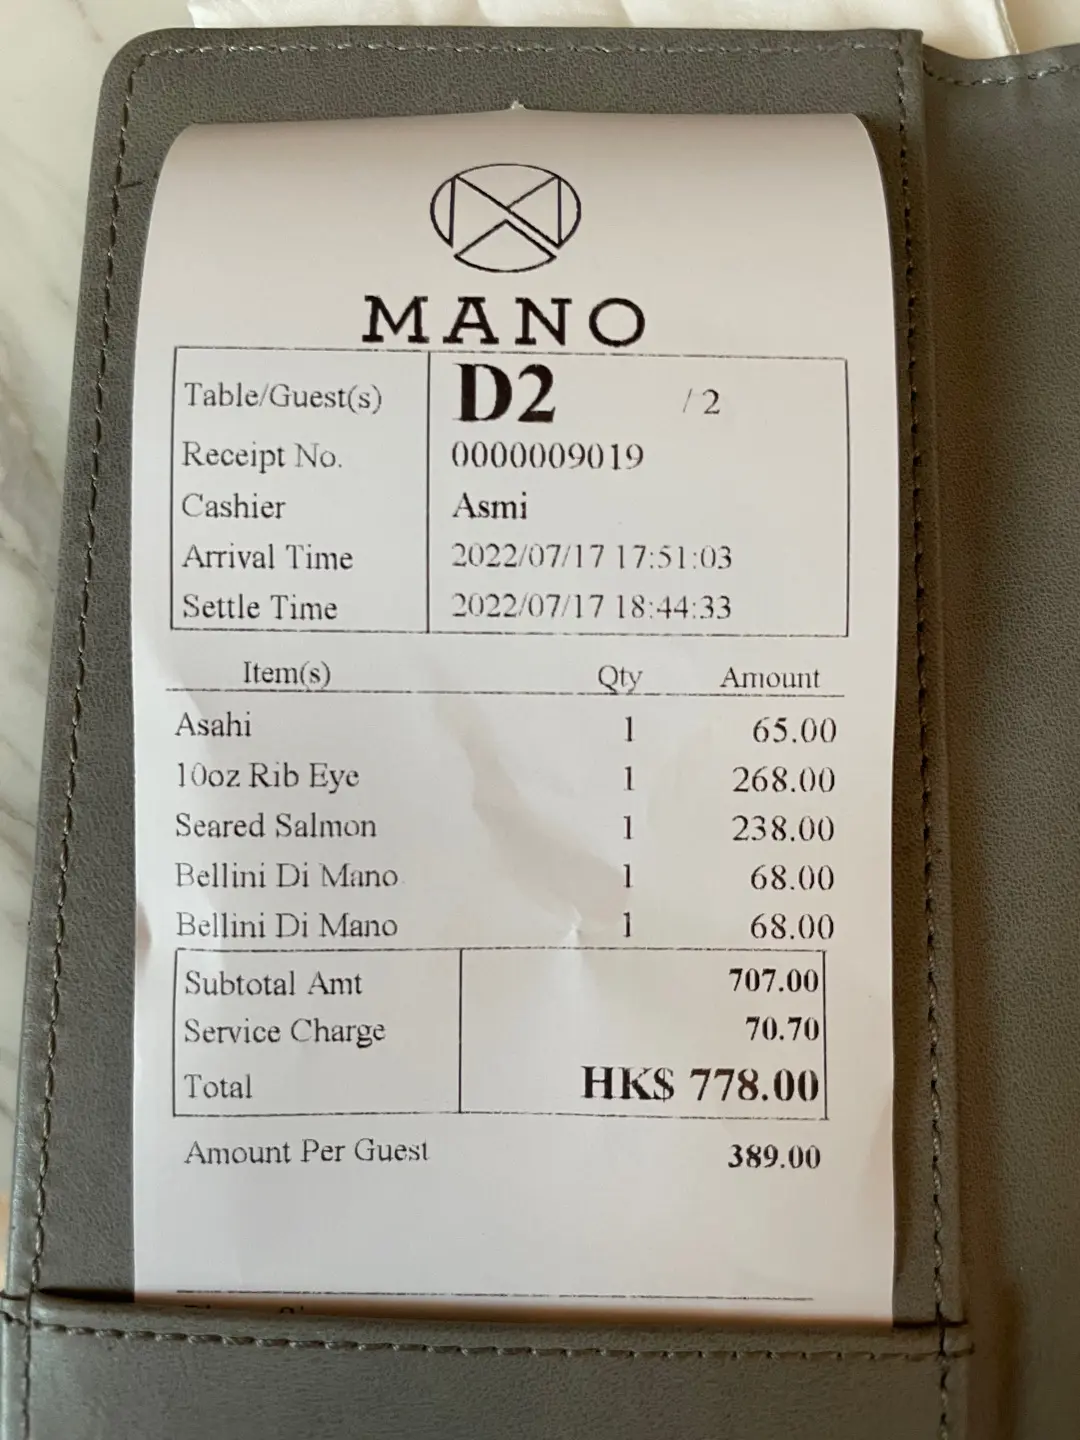 MANO
Table/Guest(s) D2 / 2
Receipt No. 0000009019
Cashier Asmi
Arrival Time 2022/07/17 17:51:03
Settle Time 2022/07/17 18:44:33
Item(s) Qty Amount
Asahi 1 65.00
10oz Rib Eye 1 268.00
Seared Salmon 1 238.00
Bellini Di Mano 1 68.00
Bellini Di Mano 1 68.00
Subtotal Amt 707.00
Service Charge 70.70
Total HK$ 778.00
Amount Per Guest 389.00